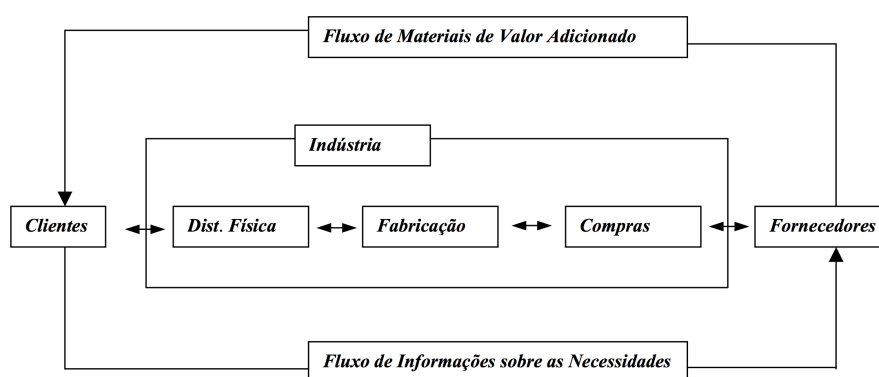 Fluxo de Materiais de Valor Adicionado
Indústria
Clientes
Dist. Física
Fabricação
Compras
Fornecedores
Fluxo de Informações sobre as Necessidades